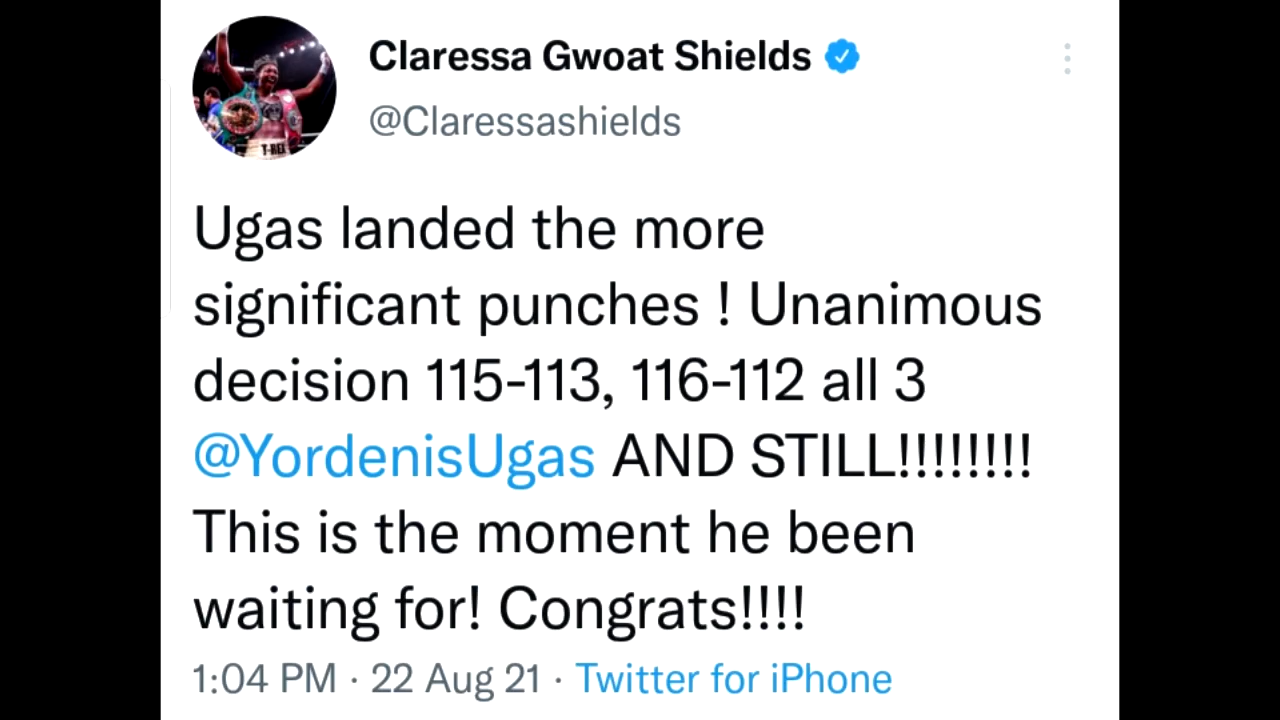 Claressa Gwoat Shields
@Claressashields
T-REX
Ugas landed the more
significant punches ! Unanimous
decision 115-113, 116-112 all 3
@YordenisUgas AND STILL!!!!!!!!
This is the moment he been
waiting for! Congrats!!!!
1:04 PM · 22 Aug 21 · Twitter for iPhone